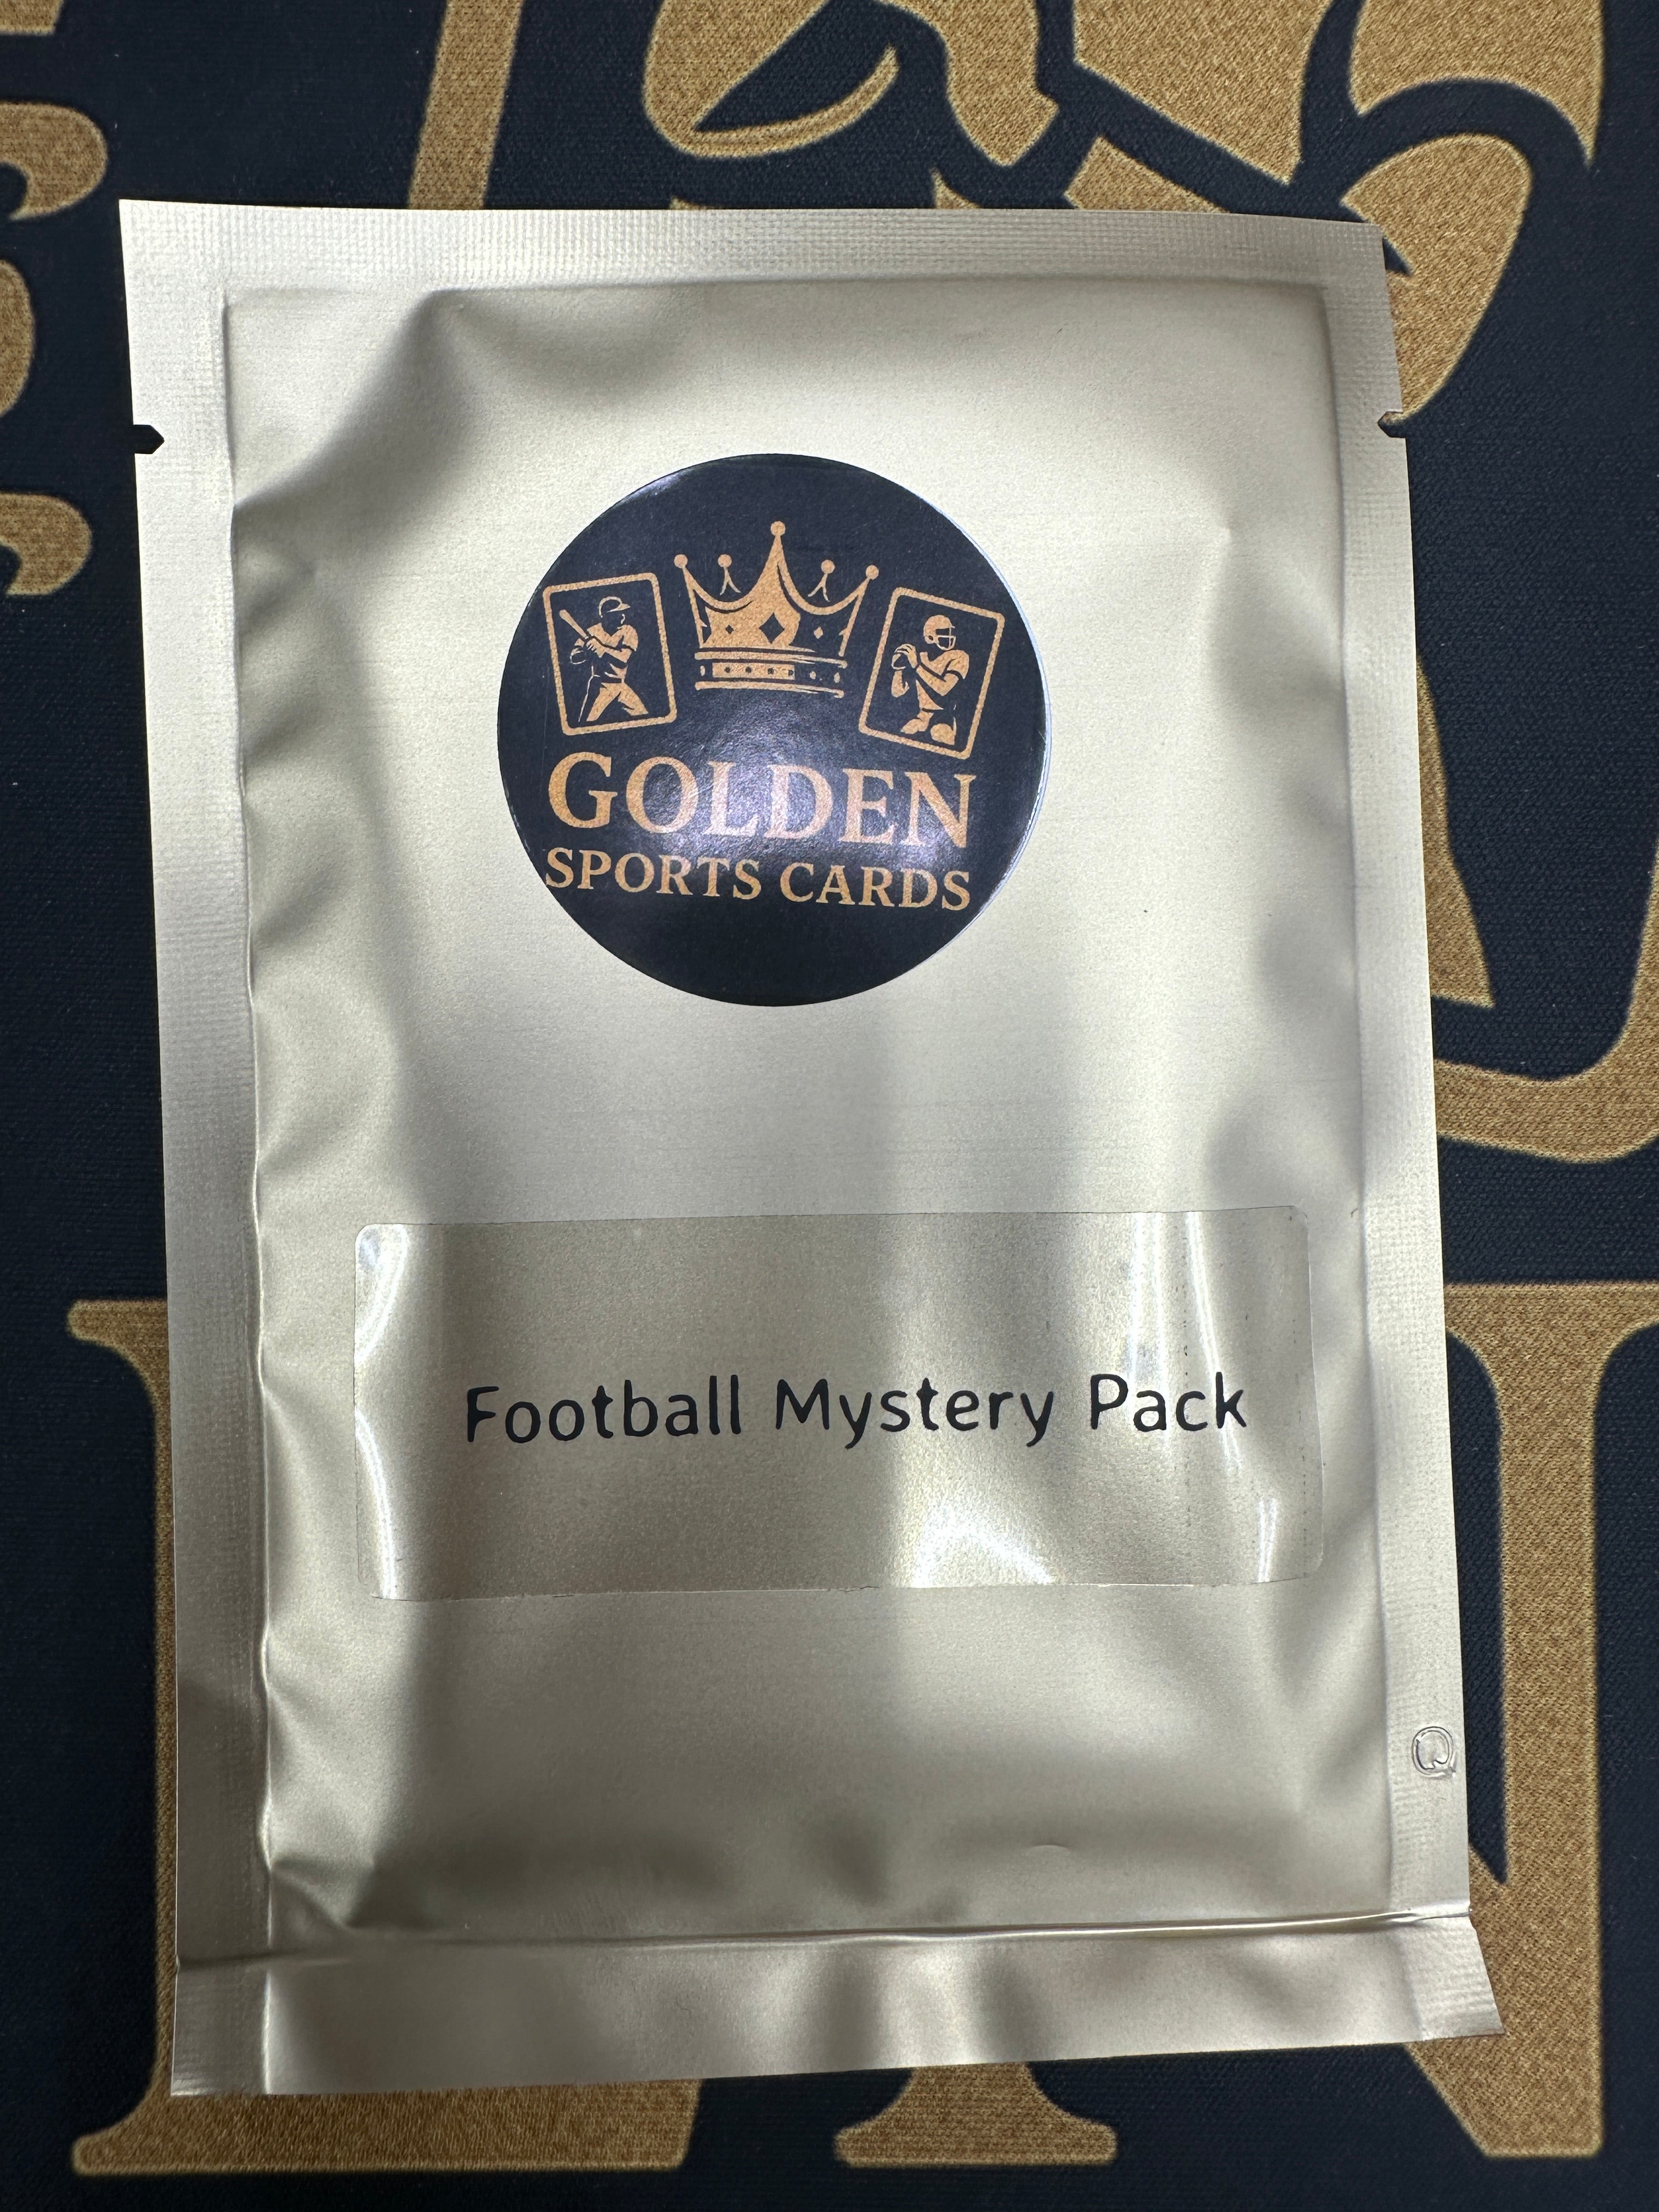 GOLDEN
SPORTS CARDS
Football Mystery Pack